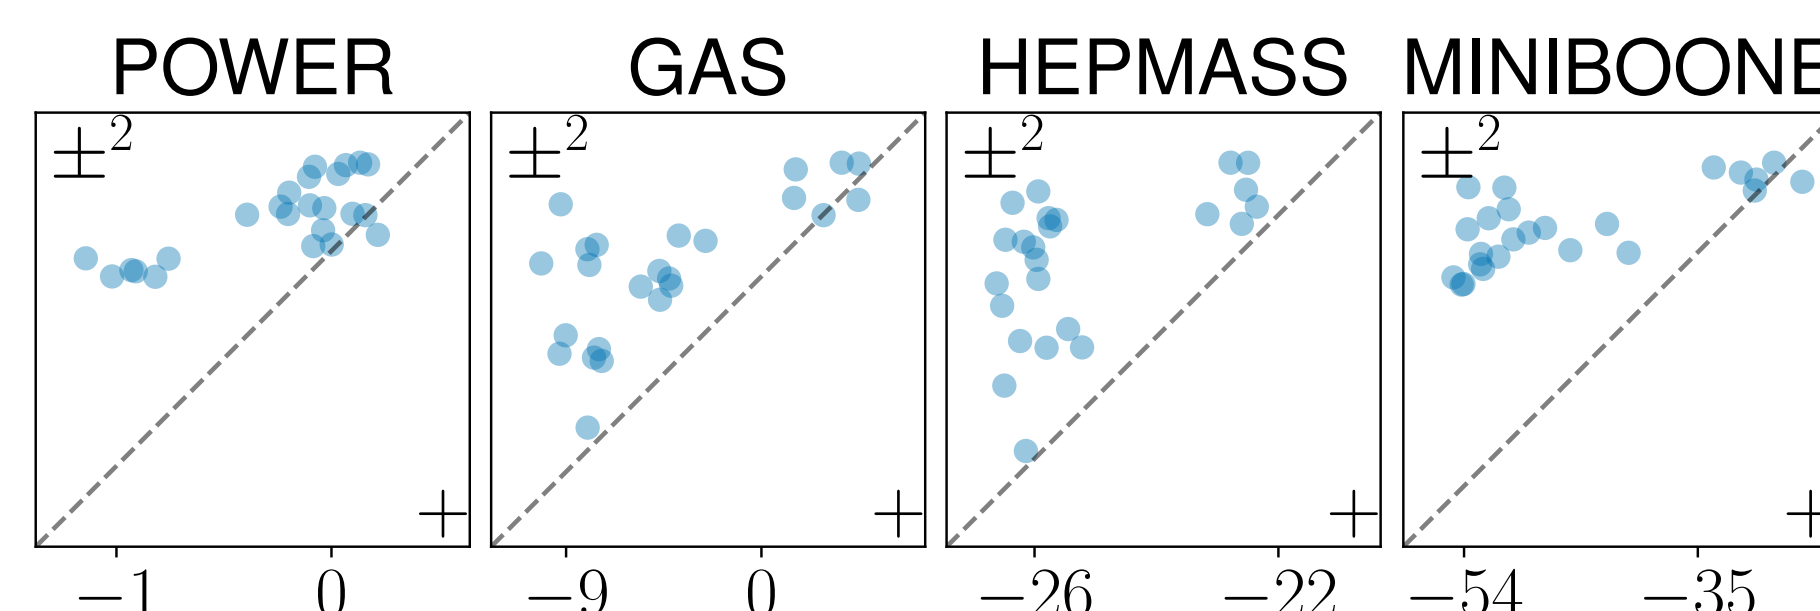 POWER GAS HEPMASS MINIBOONE
±² ±² ±² ±²
+ + + +
−1 0 −9 0 −26 −22 −54 −35